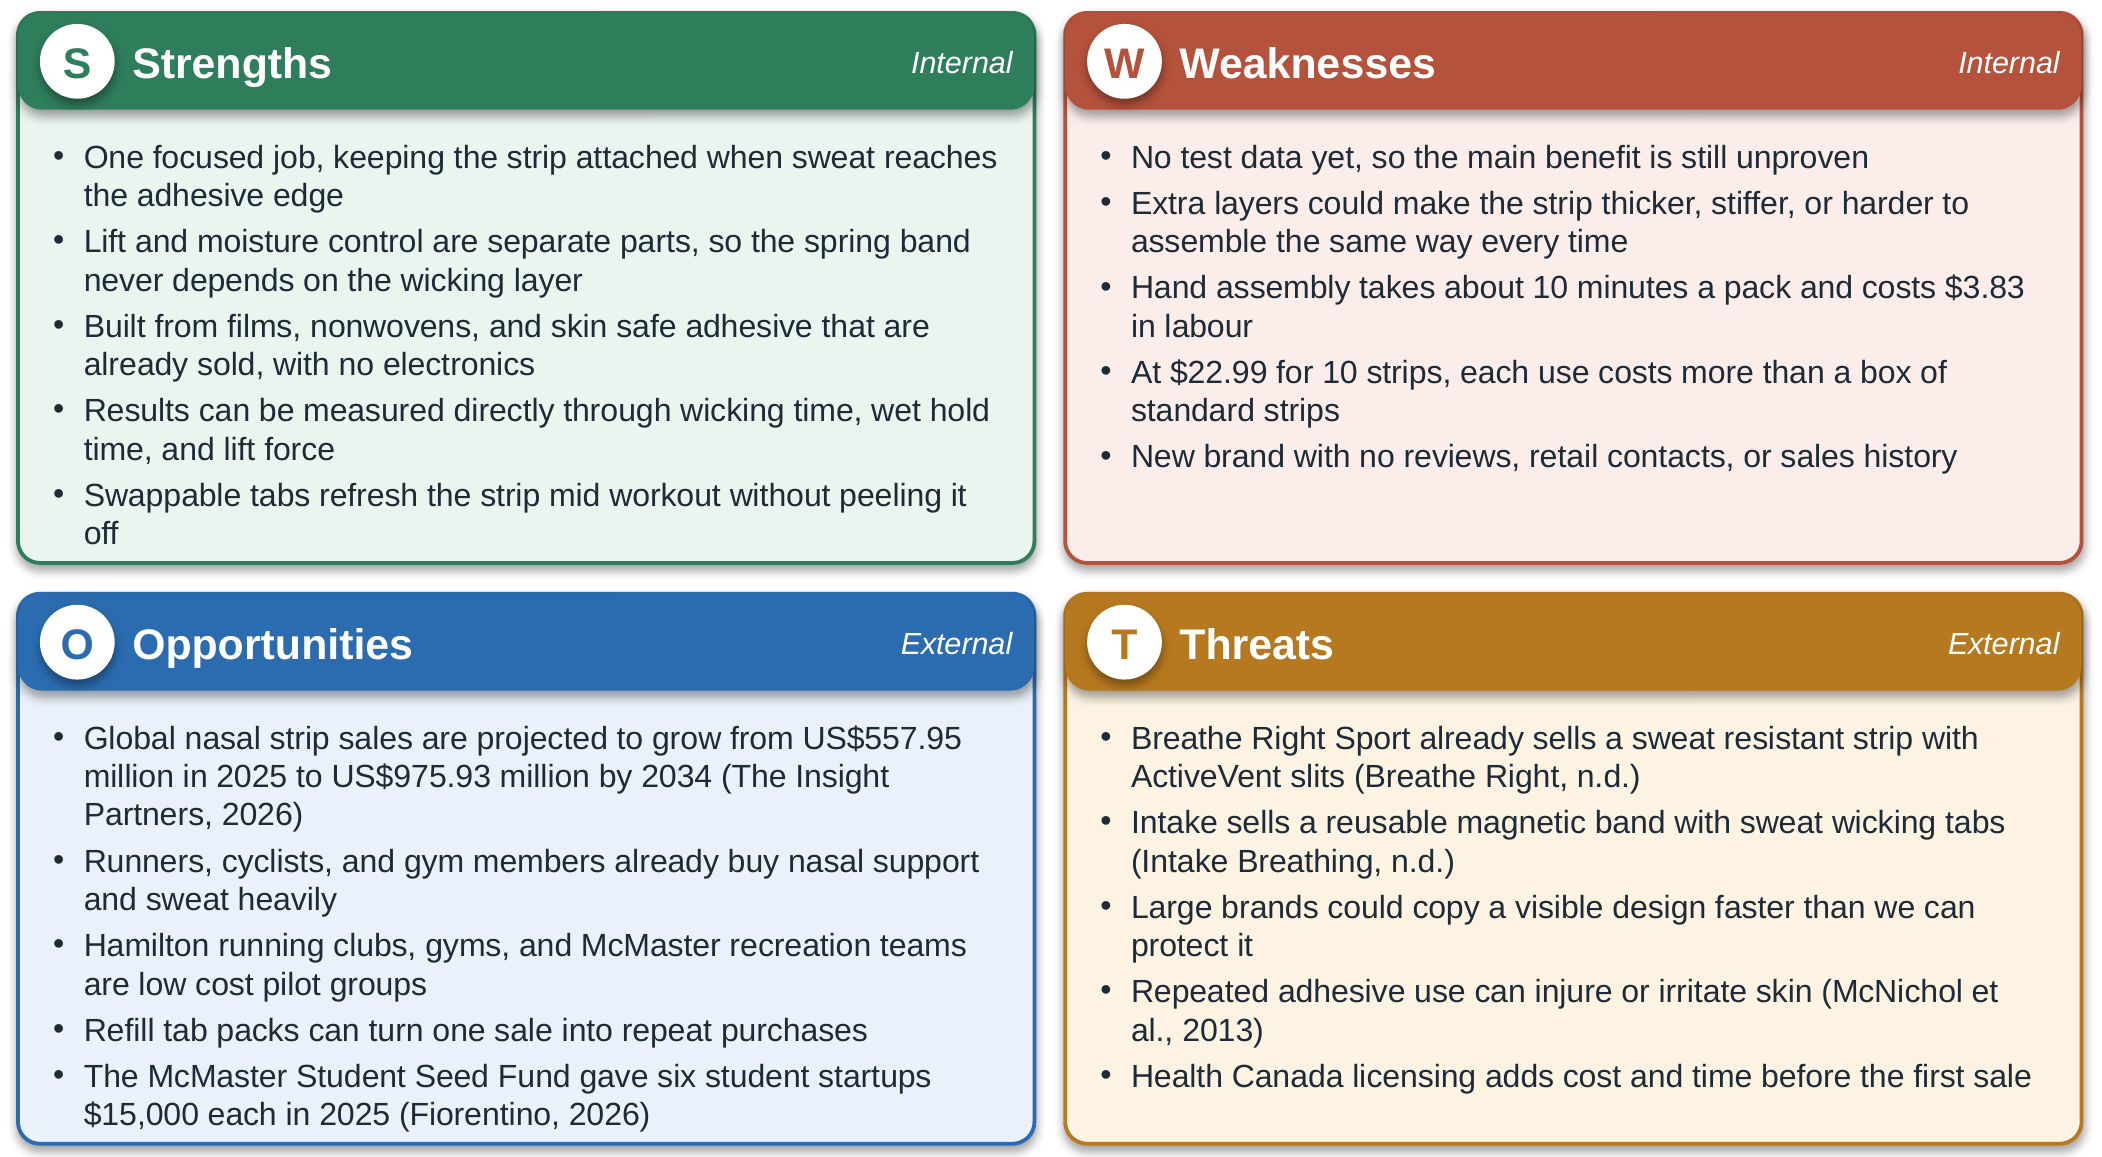 S Strengths Internal
• One focused job, keeping the strip attached when sweat reaches
the adhesive edge
• Lift and moisture control are separate parts, so the spring band
never depends on the wicking layer
• Built from films, nonwovens, and skin safe adhesive that are
already sold, with no electronics
• Results can be measured directly through wicking time, wet hold
time, and lift force
• Swappable tabs refresh the strip mid workout without peeling it
off
W Weaknesses Internal
• No test data yet, so the main benefit is still unproven
• Extra layers could make the strip thicker, stiffer, or harder to
assemble the same way every time
• Hand assembly takes about 10 minutes a pack and costs $3.83
in labour
• At $22.99 for 10 strips, each use costs more than a box of
standard strips
• New brand with no reviews, retail contacts, or sales history
O Opportunities External
• Global nasal strip sales are projected to grow from US$557.95
million in 2025 to US$975.93 million by 2034 (The Insight
Partners, 2026)
• Runners, cyclists, and gym members already buy nasal support
and sweat heavily
• Hamilton running clubs, gyms, and McMaster recreation teams
are low cost pilot groups
• Refill tab packs can turn one sale into repeat purchases
• The McMaster Student Seed Fund gave six student startups
$15,000 each in 2025 (Fiorentino, 2026)
T Threats External
• Breathe Right Sport already sells a sweat resistant strip with
ActiveVent slits (Breathe Right, n.d.)
• Intake sells a reusable magnetic band with sweat wicking tabs
(Intake Breathing, n.d.)
• Large brands could copy a visible design faster than we can
protect it
• Repeated adhesive use can injure or irritate skin (McNichol et
al., 2013)
• Health Canada licensing adds cost and time before the first sale